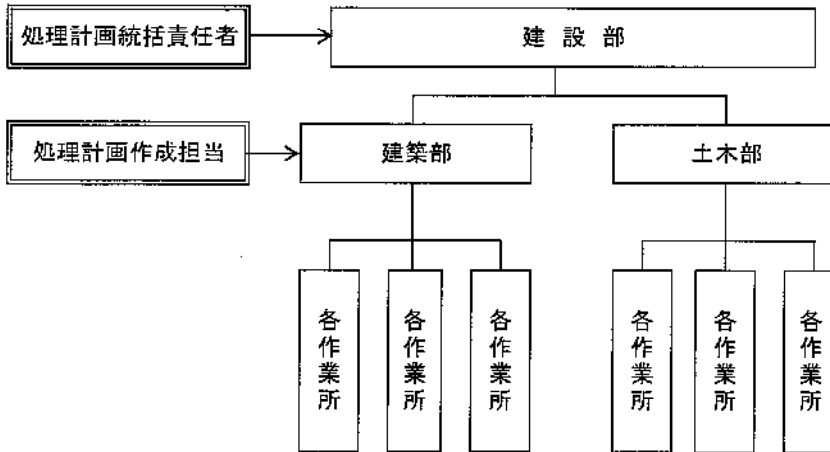 処理計画統括責任者
建設部
処理計画作成担当
建築部
土木部
各作業所
各作業所
各作業所
各作業所
各作業所
各作業所